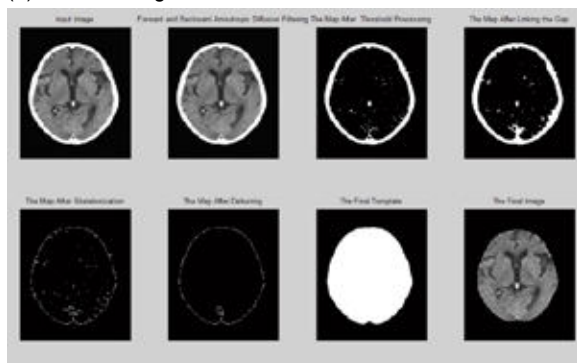 Input Image
Forward and Backward Anisotropic Diffusion Filtering
The Map After Threshold Processing
The Map After Linking the Gap
The Map After Skeletonization
The Map After Deburring
The Final Template
The Final Image